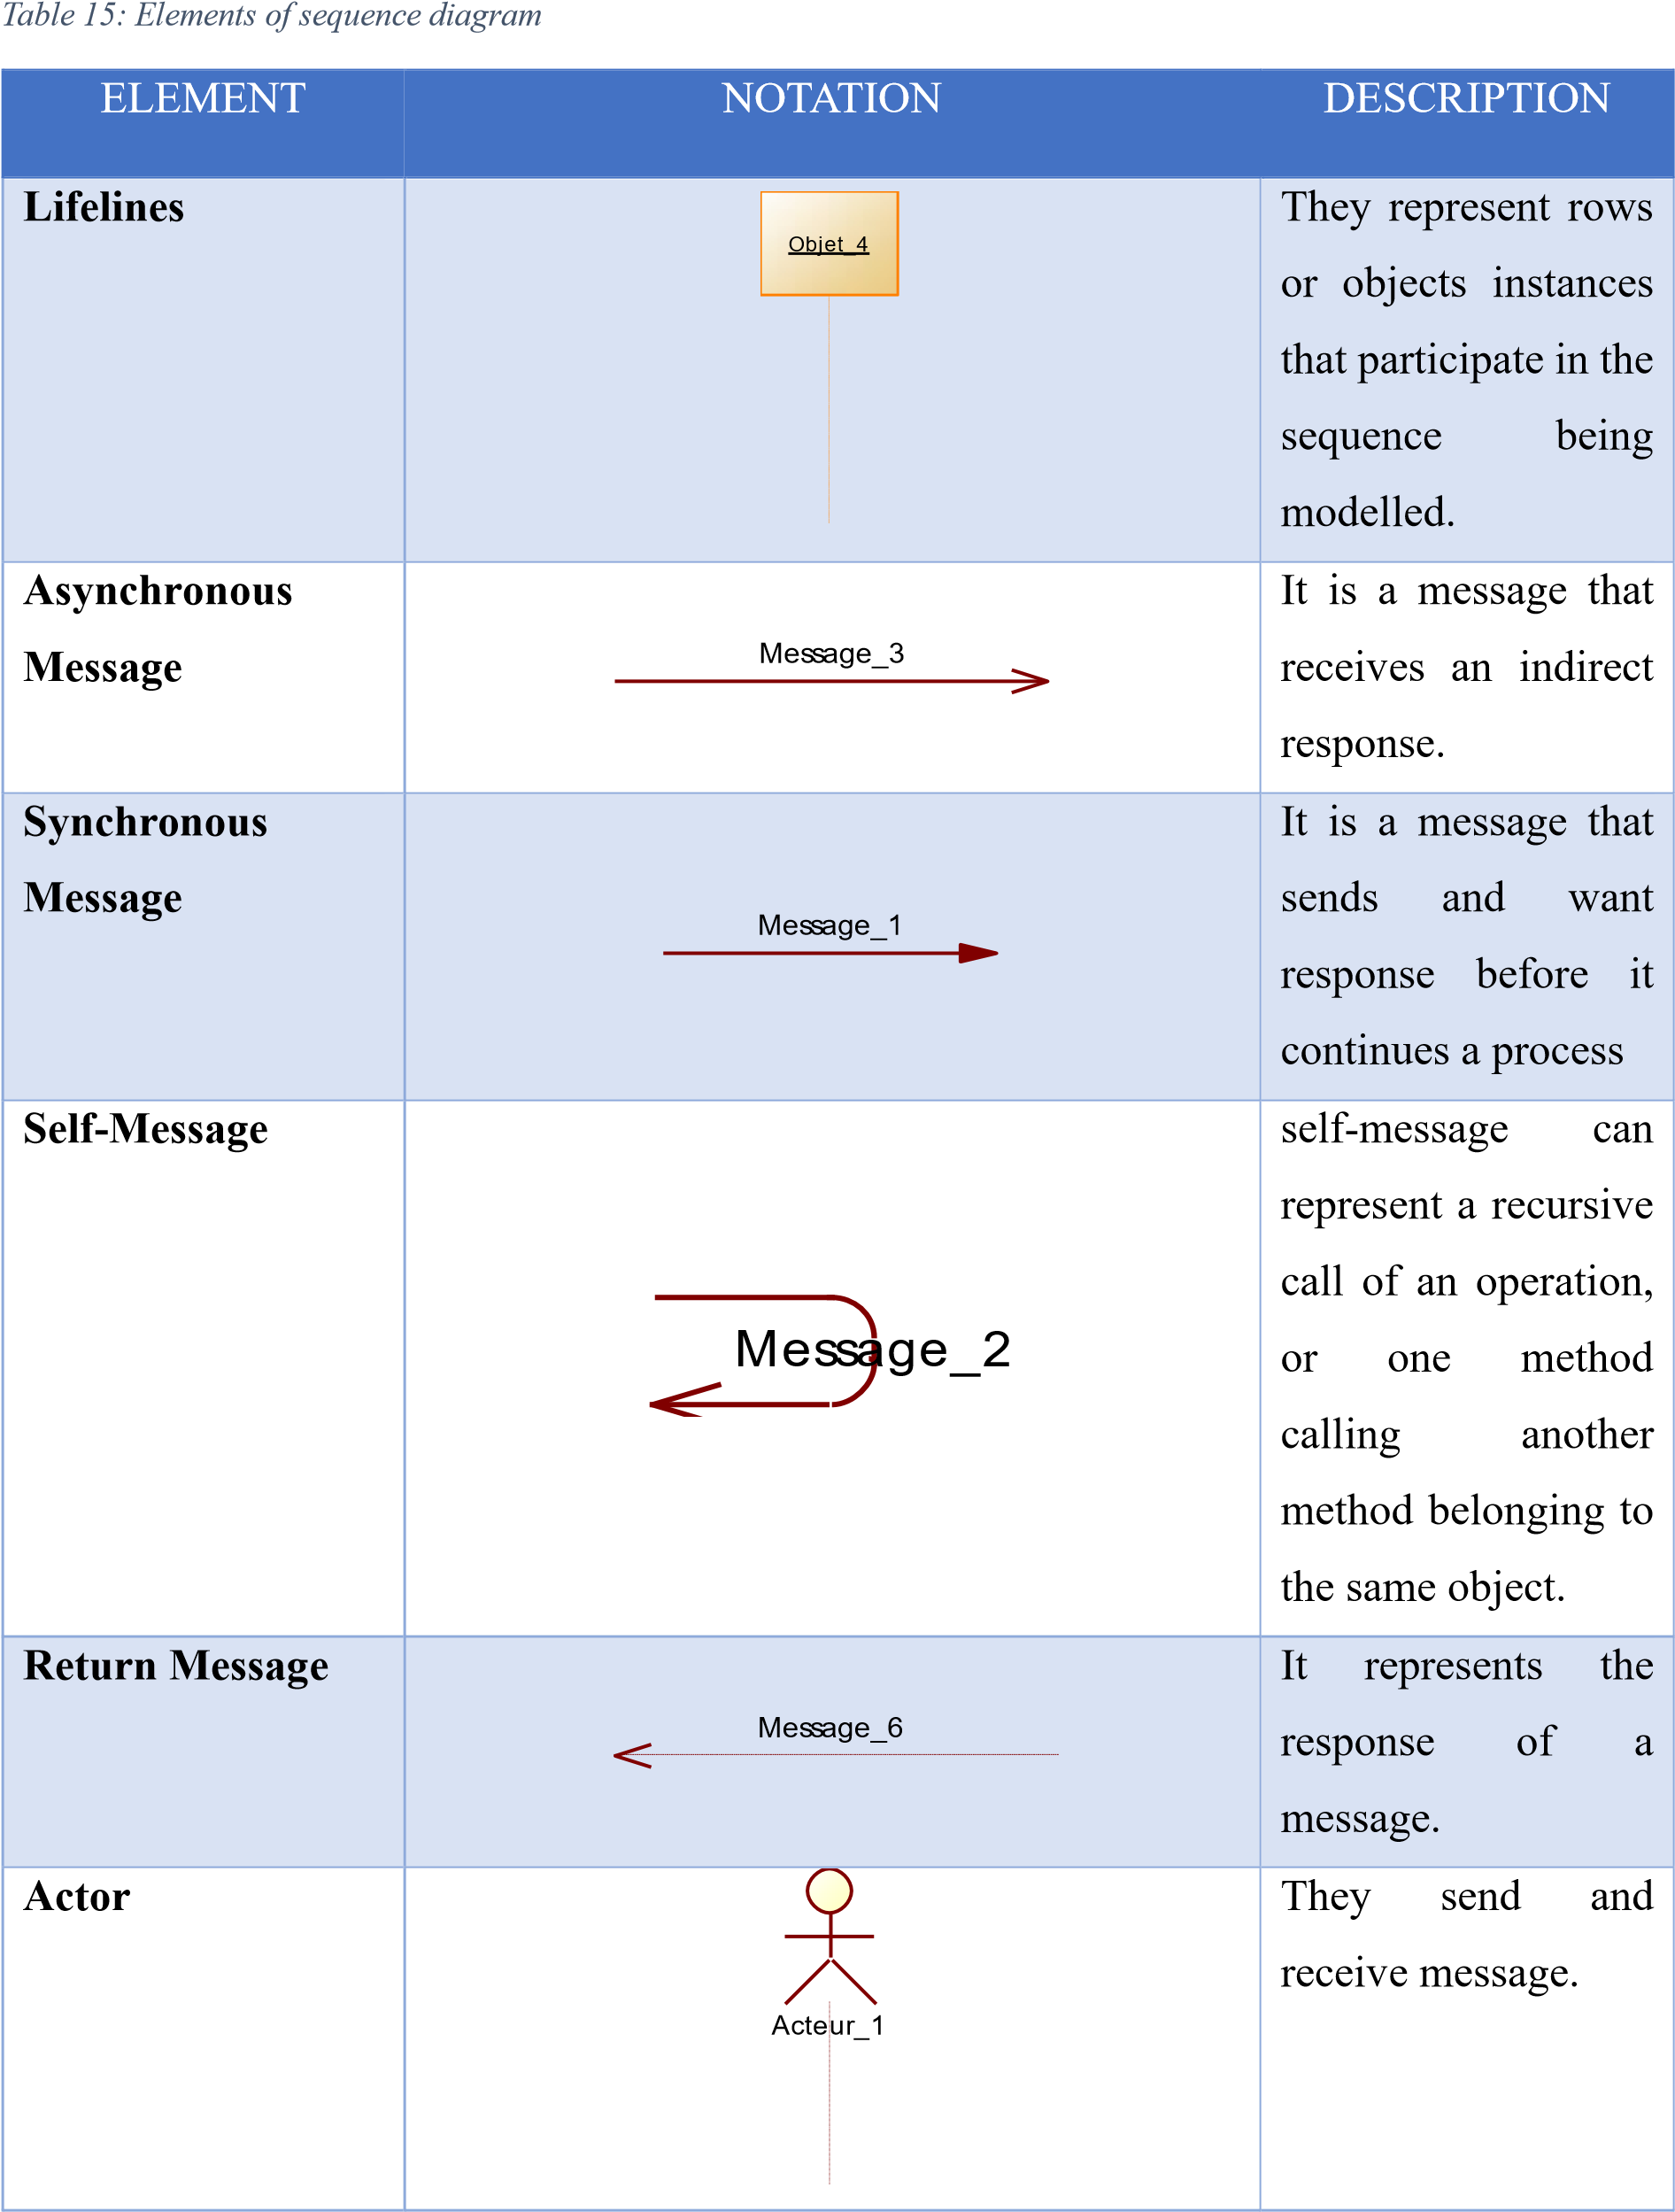 Table 15: Elements of sequence diagram
ELEMENT NOTATION DESCRIPTION
Lifelines
Objet_4
They represent rows
or objects instances
that participate in the
sequence being
modelled.
Asynchronous
Message
Message_3
It is a message that
receives an indirect
response.
Synchronous
Message
Message_1
It is a message that
sends and want
response before it
continues a process
Self-Message
Message_2
self-message can
represent a recursive
call of an operation,
or one method
calling another
method belonging to
the same object.
Return Message
Message_6
It represents the
response of a
message.
Actor
Acteur_1
They send and
receive message.